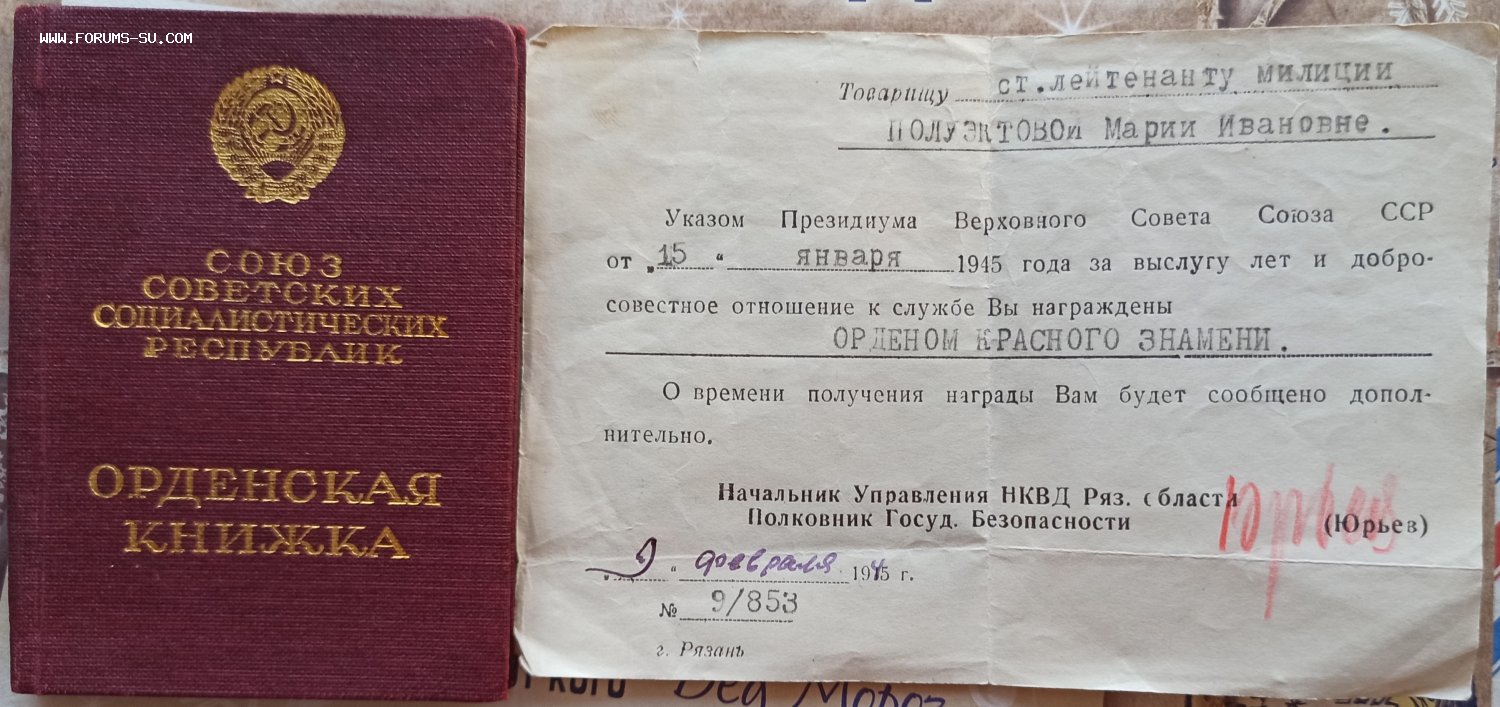 www.forums-su.com
СОЮЗ
СОВЕТСКИХ
СОЦИАЛИСТИЧЕСКИХ
РЕСПУБЛИК
ОРДЕНСКАЯ
КНИЖКА
Товарищу ст.лейтенанту милиции
ПОЛУЭКТОВОЙ Марии Ивановне.
Указом Президиума Верховного Совета Союза ССР
от „15“ января 1945 года за выслугу лет и добро-
совестное отношение к службе Вы награждены
ОРДЕНОМ КРАСНОГО ЗНАМЕНИ.
О времени получения награды Вам будет сообщено допол-
нительно.
Начальник Управления НКВД Ряз. области
Полковник Госуд. Безопасности
Юрьев
(Юрьев)
„9“ февраля 1945 г.
№ 9/853
г. Рязань
Дед Мороз